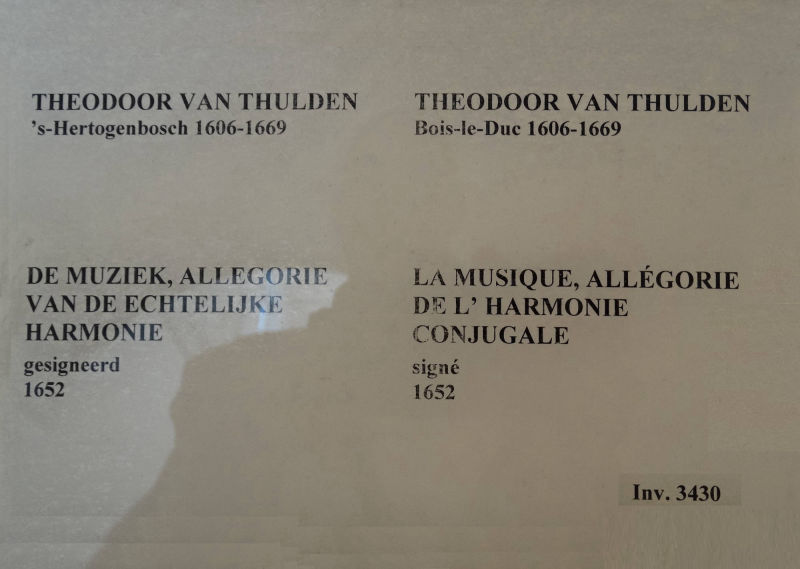 THEODOOR VAN THULDEN
's-Hertogenbosch 1606-1669
DE MUZIEK, ALLEGORIE
VAN DE ECHTELIJKE
HARMONIE
gesigneerd
1652
THEODOOR VAN THULDEN
Bois-le-Duc 1606-1669
LA MUSIQUE, ALLÉGORIE
DE L' HARMONIE
CONJUGALE
signé
1652
Inv. 3430